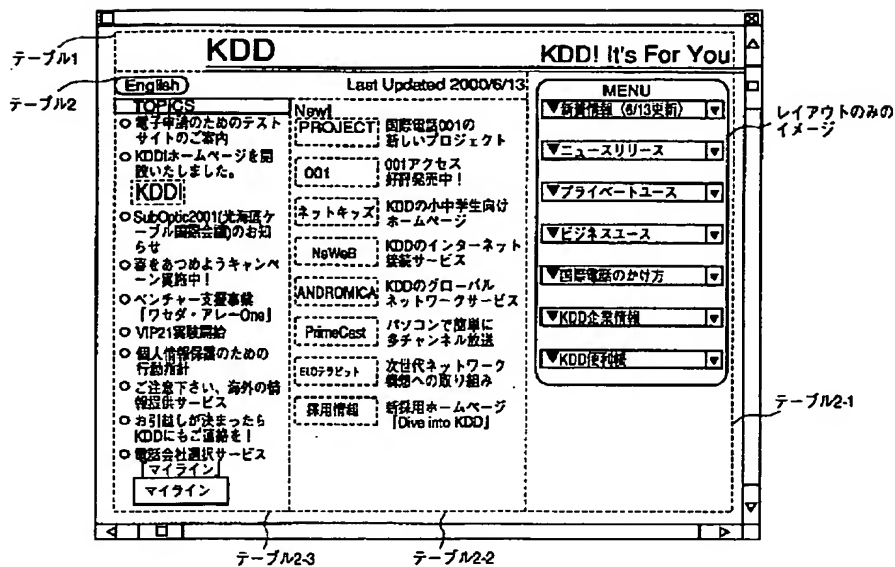 KDD
KDD! It's For You
テーブル1
テーブル2
English
Last Updated 2000/6/13
TOPICS
電子申請のためのテスト
サイトのご案内
KDDIホームページを開
設いたしました。
KDDI
SubOptic2001(光海底ケ
ーブル国際会議)のお知
らせ
春をあつめようキャンペ
ーン実施中!
ベンチャー支援事業
「ワセダ・アレーOne」
VIP21実験開始
個人情報保護のための
行動指針
ご注意下さい、海外の情
報提供サービス
お引越しが決まったら
KDDにもご連絡を!
電話会社選択サービス
マイライン
マイライン
New!
PROJECT 国際電話001の
新しいプロジェクト
001 001アクセス
好評発売中!
ネットキッズ KDDの小中学生向け
ホームページ
NeWeB KDDのインターネット
接続サービス
ANDROMICA KDDのグローバル
ネットワークサービス
PrimeCast パソコンで簡単に
多チャンネル放送
次世代ネットワーク
構想への取り組み
採用情報 新採用ホームページ
「Dive into KDD」
MENU
▼新着情報(6/13更新) ▼
▼ニュースリリース ▼
▼プライベートユース ▼
▼ビジネスユース ▼
▼国際電話のかけ方 ▼
▼KDD企業情報 ▼
▼KDD便利帳 ▼
レイアウトのみの
イメージ
テーブル2-1
テーブル2-3
テーブル2-2